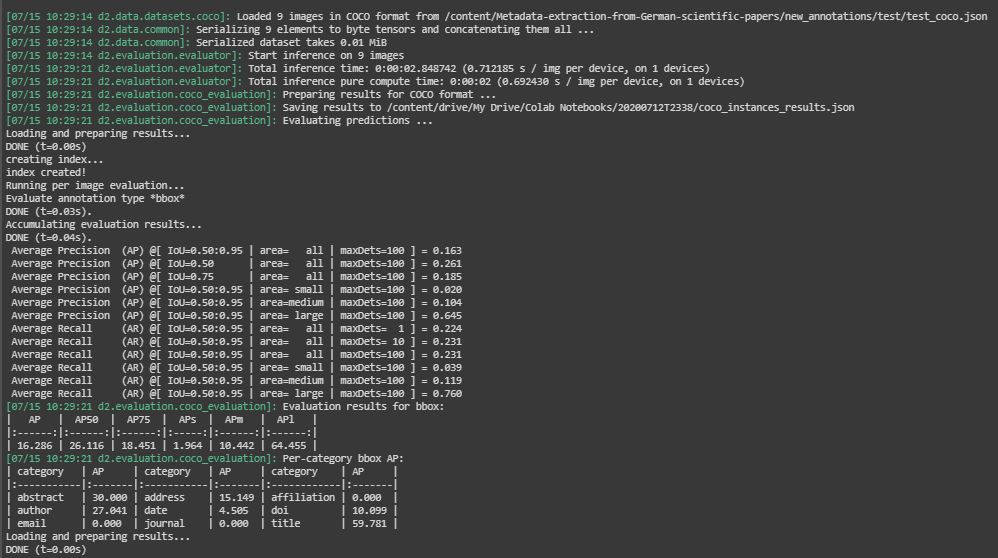 [07/15 10:29:14 d2.data.datasets.coco]: Loaded 9 images in COCO format from /content/Metadata-extraction-from-German-scientific-papers/new_annotations/test/test_coco.json
[07/15 10:29:14 d2.data.common]: Serializing 9 elements to byte tensors and concatenating them all ...
[07/15 10:29:14 d2.data.common]: Serialized dataset takes 0.01 MiB
[07/15 10:29:14 d2.evaluation.evaluator]: Start inference on 9 images
[07/15 10:29:21 d2.evaluation.evaluator]: Total inference time: 0:00:02.848742 (0.712185 s / img per device, on 1 devices)
[07/15 10:29:21 d2.evaluation.evaluator]: Total inference pure compute time: 0:00:02 (0.692430 s / img per device, on 1 devices)
[07/15 10:29:21 d2.evaluation.coco_evaluation]: Preparing results for COCO format ...
[07/15 10:29:21 d2.evaluation.coco_evaluation]: Saving results to /content/drive/My Drive/Colab Notebooks/20200712T2338/coco_instances_results.json
[07/15 10:29:21 d2.evaluation.coco_evaluation]: Evaluating predictions ...
Loading and preparing results...
DONE (t=0.00s)
creating index...
index created!
Running per image evaluation...
Evaluate annotation type *bbox*
DONE (t=0.03s).
Accumulating evaluation results...
DONE (t=0.04s).
 Average Precision  (AP) @[ IoU=0.50:0.95 | area=   all | maxDets=100 ] = 0.163
 Average Precision  (AP) @[ IoU=0.50      | area=   all | maxDets=100 ] = 0.261
 Average Precision  (AP) @[ IoU=0.75      | area=   all | maxDets=100 ] = 0.185
 Average Precision  (AP) @[ IoU=0.50:0.95 | area= small | maxDets=100 ] = 0.020
 Average Precision  (AP) @[ IoU=0.50:0.95 | area=medium | maxDets=100 ] = 0.104
 Average Precision  (AP) @[ IoU=0.50:0.95 | area= large | maxDets=100 ] = 0.645
 Average Recall     (AR) @[ IoU=0.50:0.95 | area=   all | maxDets=  1 ] = 0.224
 Average Recall     (AR) @[ IoU=0.50:0.95 | area=   all | maxDets= 10 ] = 0.231
 Average Recall     (AR) @[ IoU=0.50:0.95 | area=   all | maxDets=100 ] = 0.231
 Average Recall     (AR) @[ IoU=0.50:0.95 | area= small | maxDets=100 ] = 0.039
 Average Recall     (AR) @[ IoU=0.50:0.95 | area=medium | maxDets=100 ] = 0.119
 Average Recall     (AR) @[ IoU=0.50:0.95 | area= large | maxDets=100 ] = 0.760
[07/15 10:29:21 d2.evaluation.coco_evaluation]: Evaluation results for bbox:
|   AP   |  AP50  |  AP75  |  APs  |  APm   |  APl   |
|:------:|:------:|:------:|:-----:|:------:|:------:|
| 16.286 | 26.116 | 18.451 | 1.964 | 10.442 | 64.455 |
[07/15 10:29:21 d2.evaluation.coco_evaluation]: Per-category bbox AP:
| category   | AP     | category   | AP     | category    | AP     |
|:-----------|:-------|:-----------|:-------|:------------|:-------|
| abstract   | 30.000 | address    | 15.149 | affiliation | 0.000  |
| author     | 27.041 | date       | 4.505  | doi         | 10.099 |
| email      | 0.000  | journal    | 0.000  | title       | 59.781 |
Loading and preparing results...
DONE (t=0.00s)